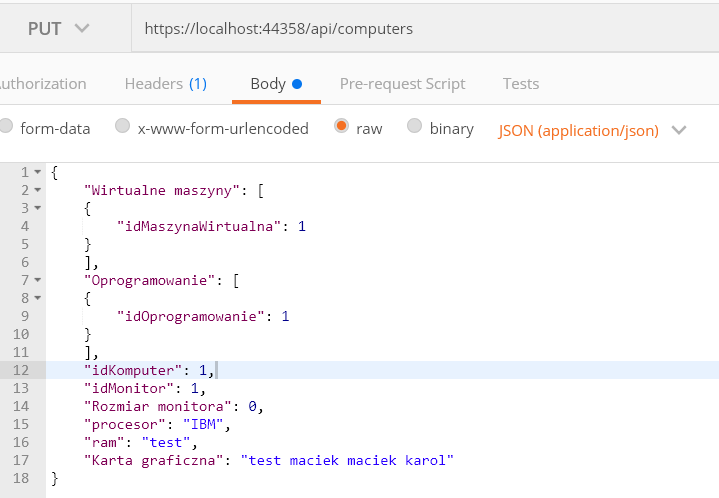 PUT https://localhost:44358/api/computers
uthorization Headers (1) Body Pre-request Script Tests
form-data x-www-form-urlencoded raw binary JSON (application/json)
1 {
2 "Wirtualne maszyny": [
3 {
4 "idMaszynaWirtualna": 1
5 }
6 ],
7 "Oprogramowanie": [
8 {
9 "idOprogramowanie": 1
10 }
11 ],
12 "idKomputer": 1,
13 "idMonitor": 1,
14 "Rozmiar monitora": 0,
15 "procesor": "IBM",
16 "ram": "test",
17 "Karta graficzna": "test maciek maciek karol"
18 }